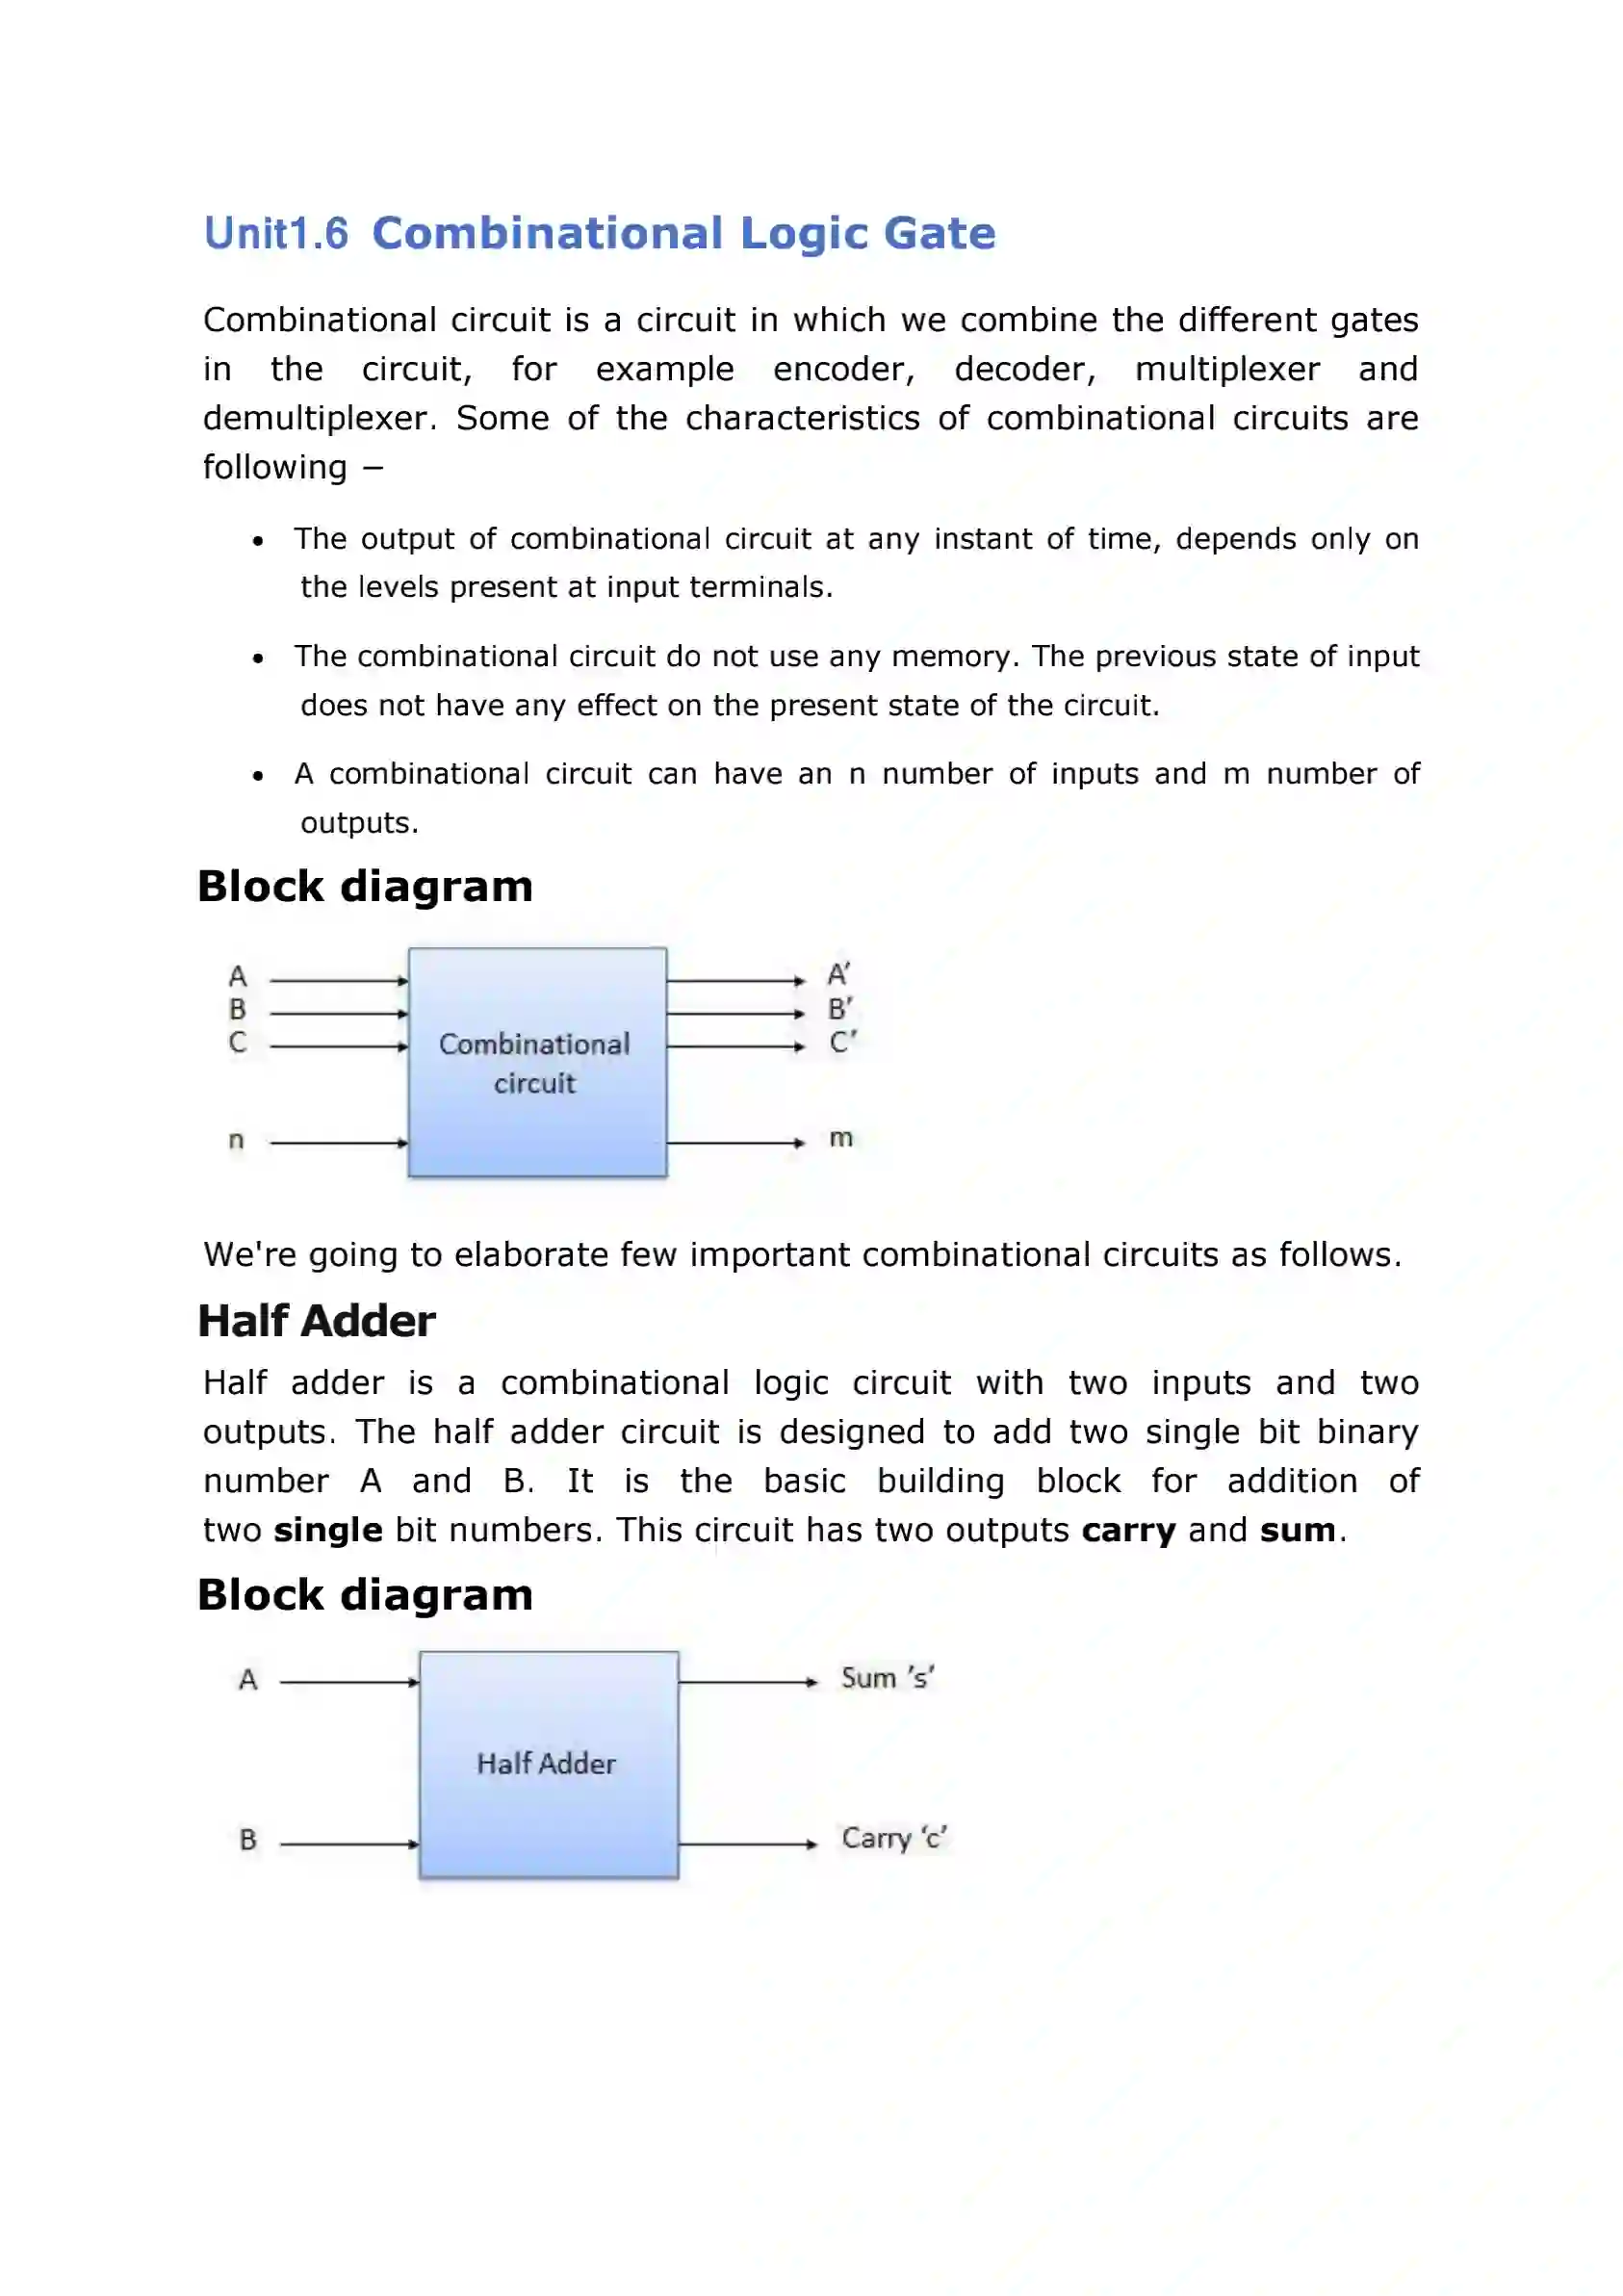 Unit1.6 Combinational Logic Gate
Combinational circuit is a circuit in which we combine the different gates
in the circuit, for example encoder, decoder, multiplexer and
demultiplexer. Some of the characteristics of combinational circuits are
following −
• The output of combinational circuit at any instant of time, depends only on
the levels present at input terminals.
• The combinational circuit do not use any memory. The previous state of input
does not have any effect on the present state of the circuit.
• A combinational circuit can have an n number of inputs and m number of
outputs.
Block diagram
A A′
B B′
C C′
Combinational
circuit
n m
We're going to elaborate few important combinational circuits as follows.
Half Adder
Half adder is a combinational logic circuit with two inputs and two
outputs. The half adder circuit is designed to add two single bit binary
number A and B. It is the basic building block for addition of
two single bit numbers. This circuit has two outputs carry and sum.
Block diagram
A Sum ’s’
Half Adder
B Carry ‘c’